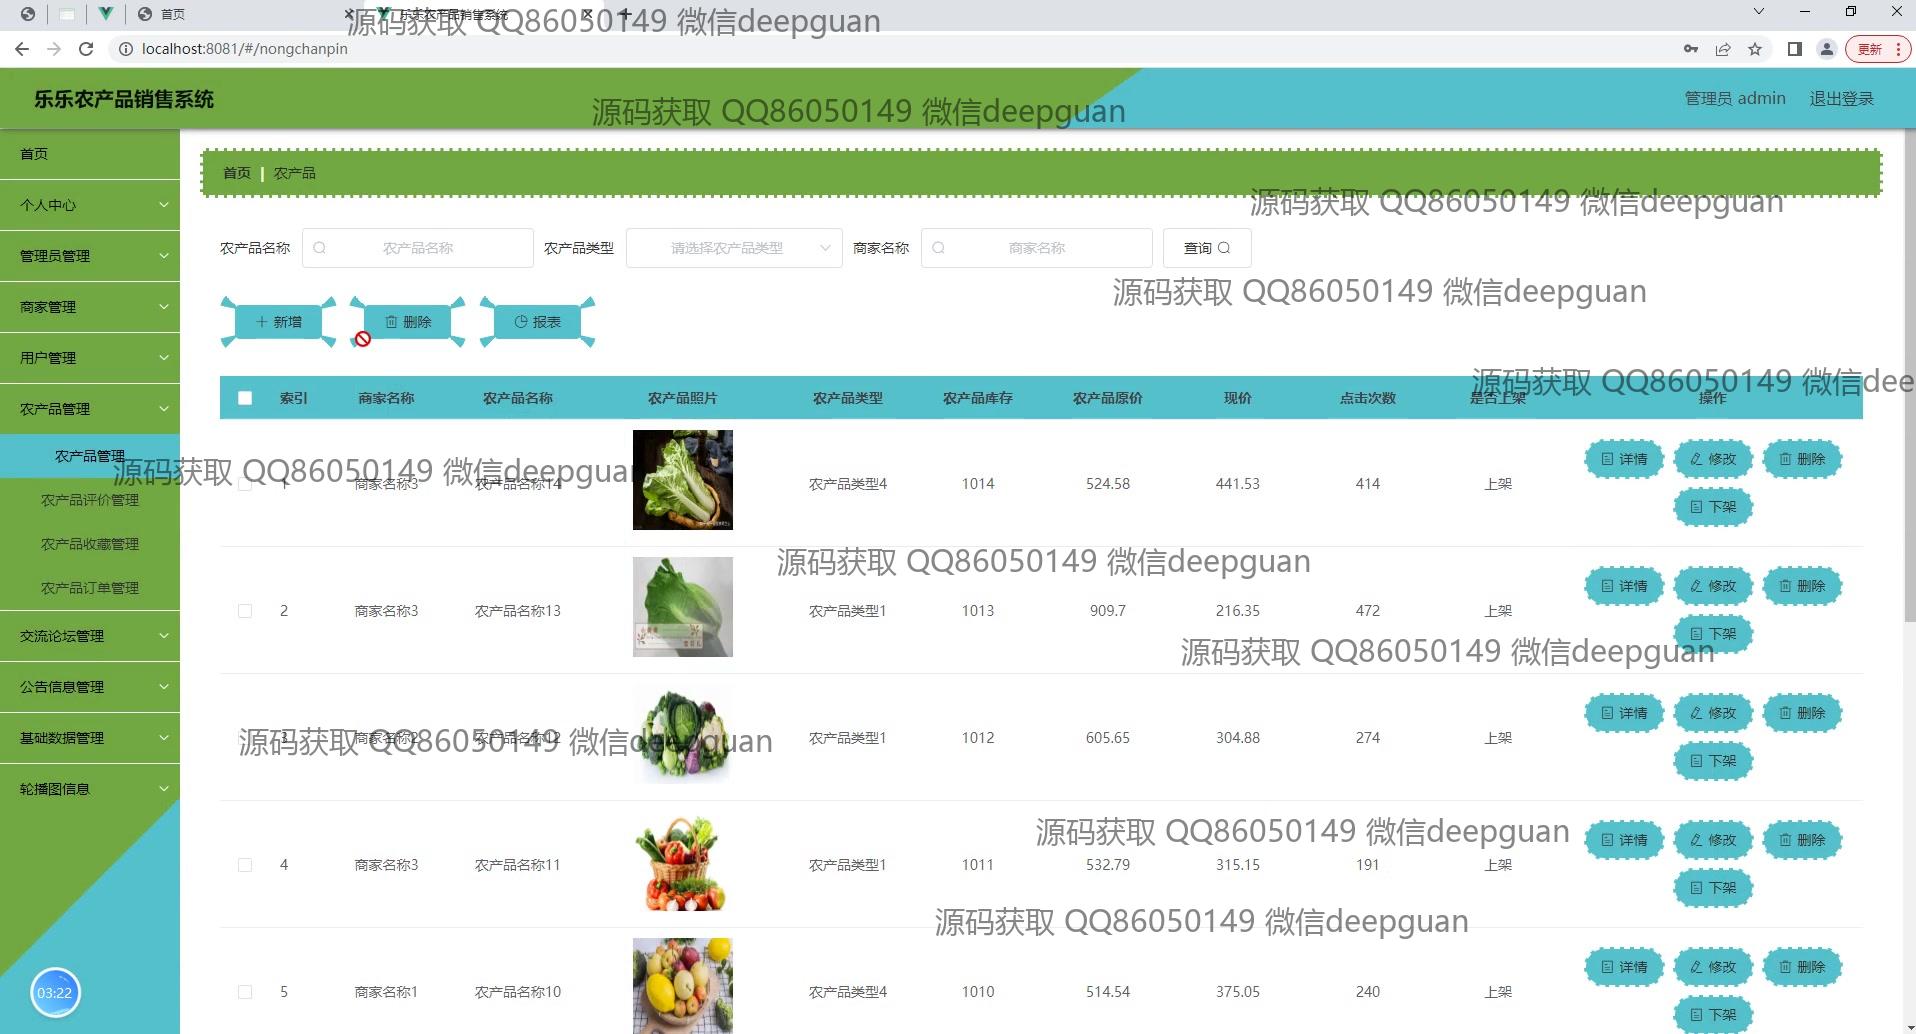 首页
乐乐农产品销售系统
源码获取 QQ86050149 微信deepguan
localhost:8081/#/nongchanpin
更新
乐乐农产品销售系统
源码获取 QQ86050149 微信deepguan
管理员 admin
退出登录
首页
个人中心
管理员管理
商家管理
用户管理
农产品管理
农产品管理
农产品评价管理
农产品收藏管理
农产品订单管理
交流论坛管理
公告信息管理
基础数据管理
轮播图信息
03:22
首页 | 农产品
源码获取 QQ86050149 微信deepguan
农产品名称 农产品名称 农产品类型 请选择农产品类型 商家名称 商家名称 查询
源码获取 QQ86050149 微信deepguan
新增 删除 报表
源码获取 QQ86050149 微信dee
索引 商家名称 农产品名称 农产品照片 农产品类型 农产品库存 农产品原价 现价 点击次数 是否上架 操作
源码获取 QQ86050149 微信deepguan
1 商家名称3 农产品名称14 农产品类型4 1014 524.58 441.53 414 上架 详情 修改 删除
下架
源码获取 QQ86050149 微信deepguan
2 商家名称3 农产品名称13 农产品类型1 1013 909.7 216.35 472 上架 详情 修改 删除
下架
源码获取 QQ86050149 微信deepguan
3 商家名称2 农产品名称12 农产品类型1 1012 605.65 304.88 274 上架 详情 修改 删除
下架
源码获取 QQ86050149 微信deepguan
源码获取 QQ86050149 微信deepguan
4 商家名称3 农产品名称11 农产品类型1 1011 532.79 315.15 191 上架 详情 修改 删除
下架
源码获取 QQ86050149 微信deepguan
5 商家名称1 农产品名称10 农产品类型4 1010 514.54 375.05 240 上架 详情 修改 删除
下架